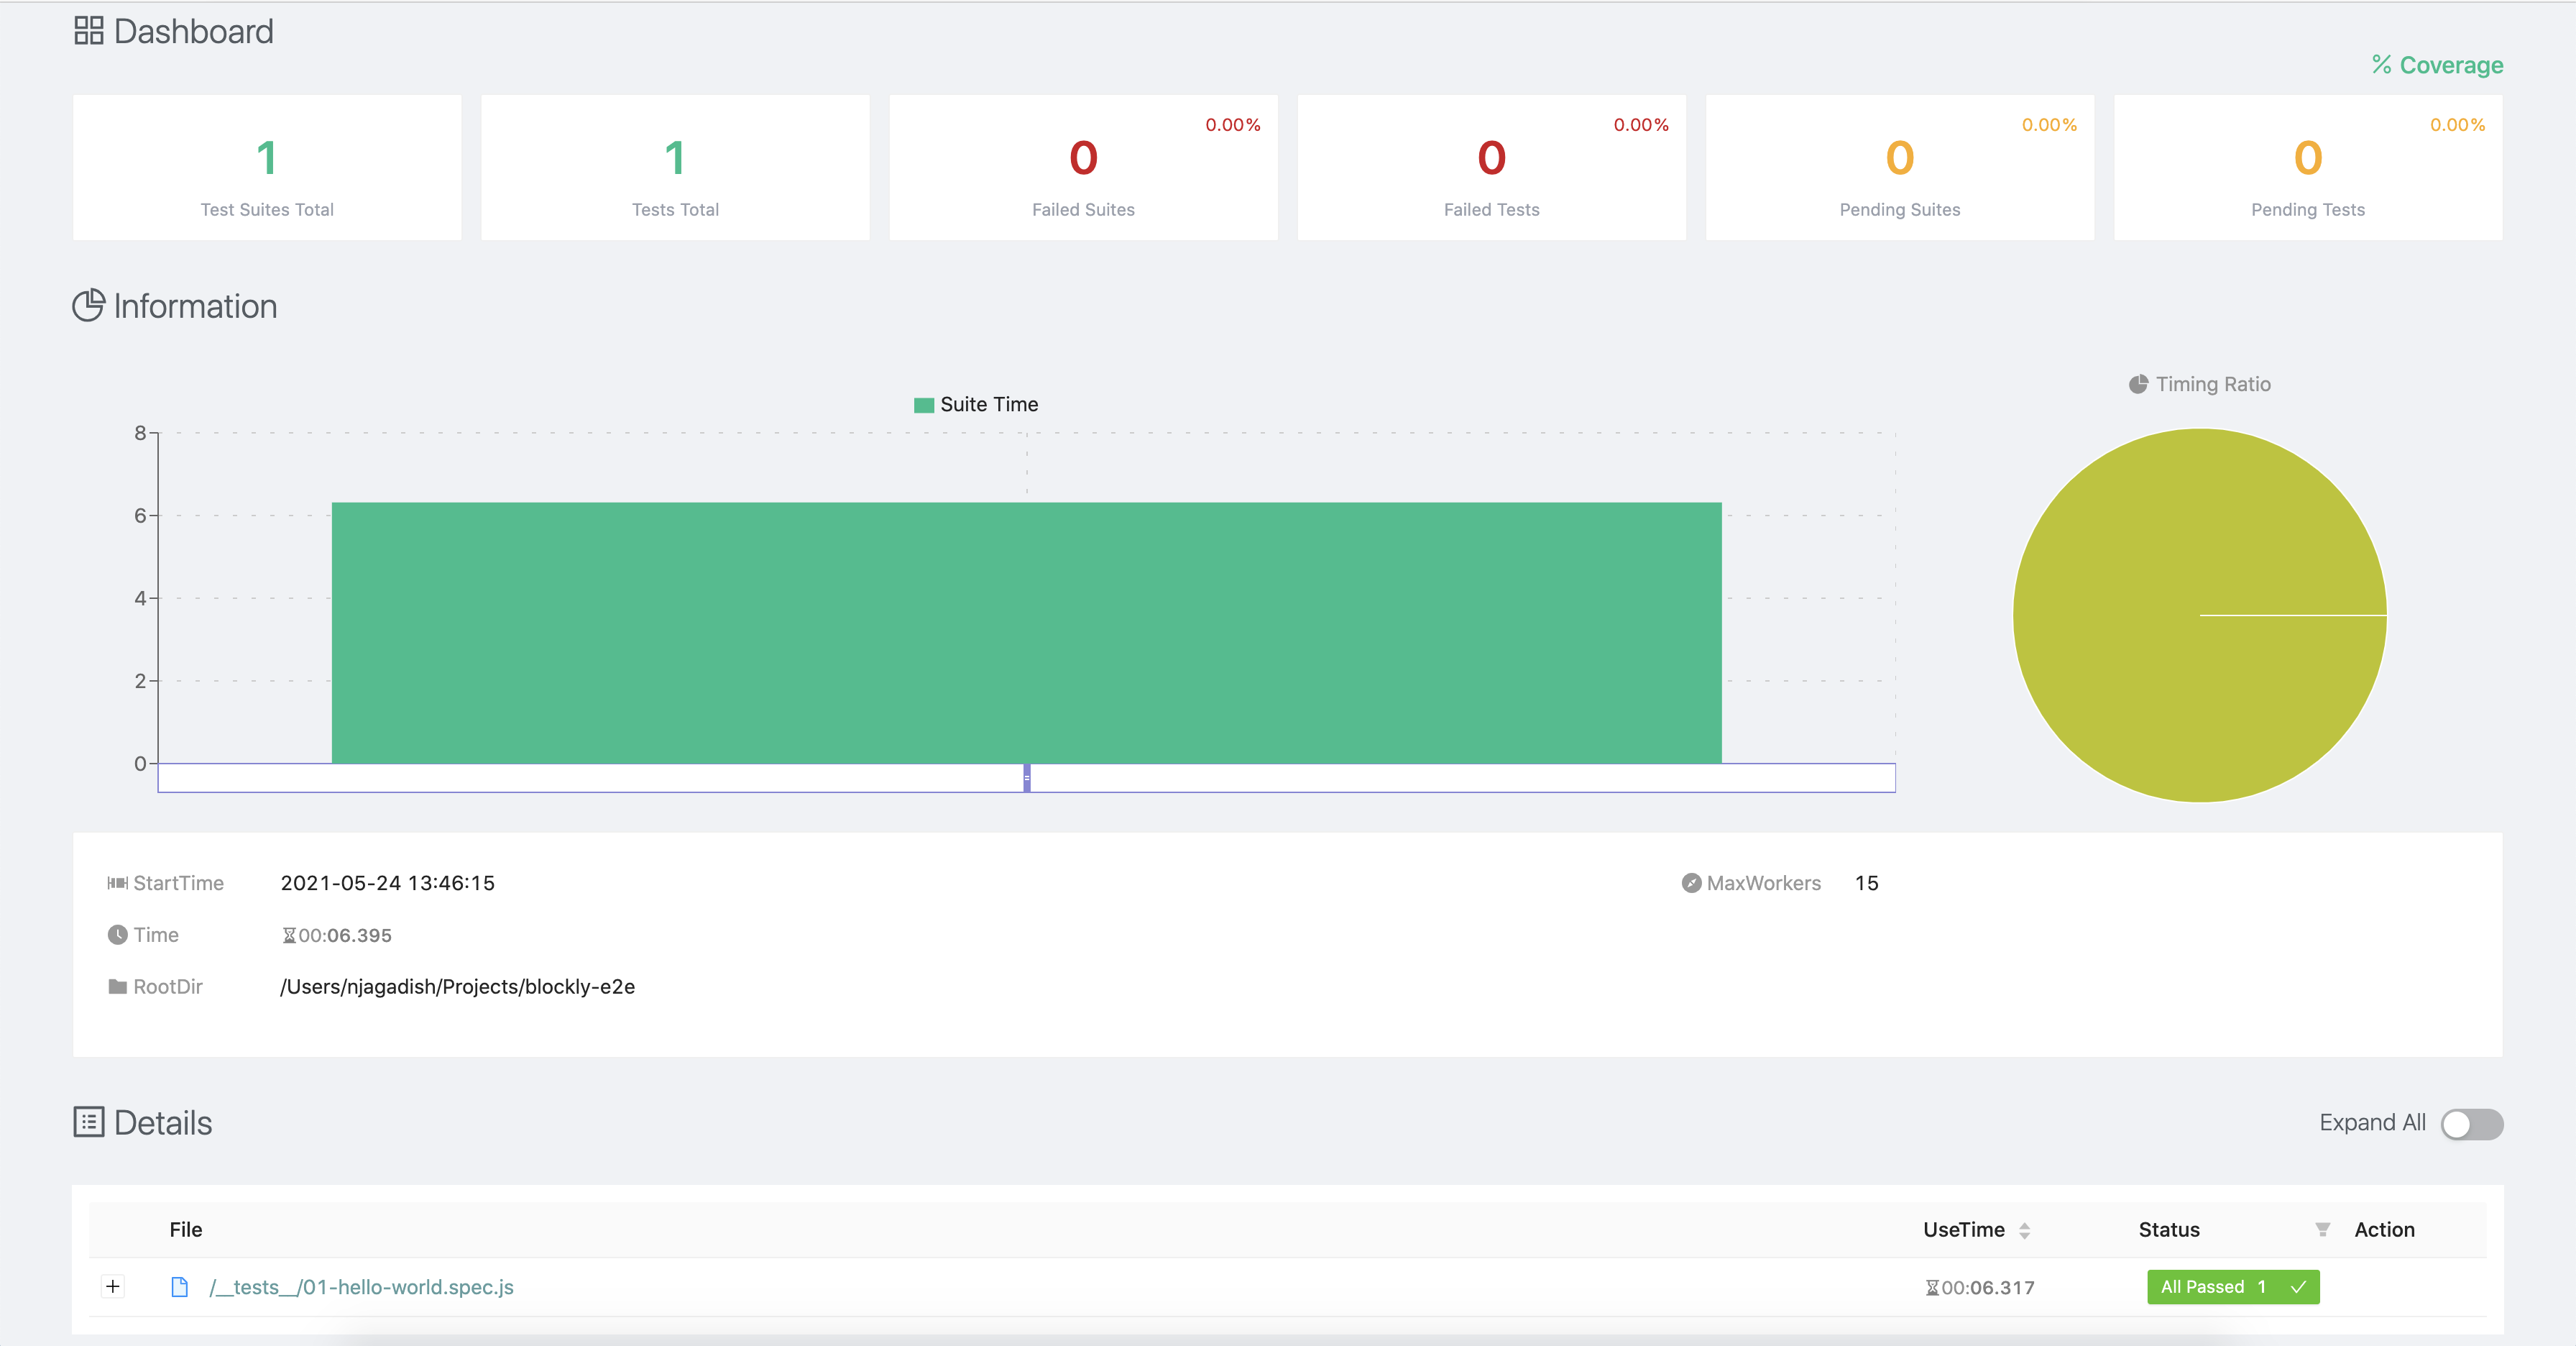 Dashboard
% Coverage
1
Test Suites Total
1
Tests Total
0.00%
0
Failed Suites
0.00%
0
Failed Tests
0.00%
0
Pending Suites
0.00%
0
Pending Tests
Information
Suite Time
8
6
4
2
0
Timing Ratio
StartTime 2021-05-24 13:46:15
MaxWorkers 15
Time 00:06.395
RootDir /Users/njagadish/Projects/blockly-e2e
Details
Expand All
File UseTime Status Action
/__tests__/01-hello-world.spec.js 00:06.317 All Passed 1